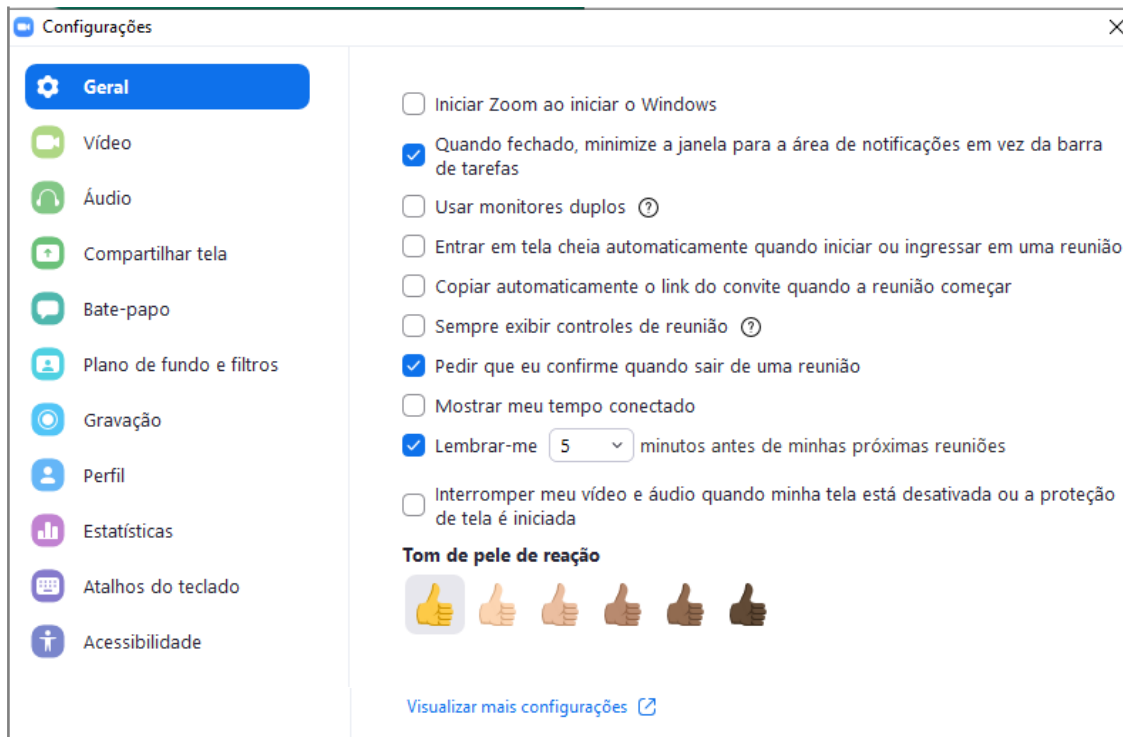 Configurações
Geral
Vídeo
Áudio
Compartilhar tela
Bate-papo
Plano de fundo e filtros
Gravação
Perfil
Estatísticas
Atalhos do teclado
Acessibilidade
Iniciar Zoom ao iniciar o Windows
Quando fechado, minimize a janela para a área de notificações em vez da barra
de tarefas
Usar monitores duplos ?
Entrar em tela cheia automaticamente quando iniciar ou ingressar em uma reunião
Copiar automaticamente o link do convite quando a reunião começar
Sempre exibir controles de reunião ?
Pedir que eu confirme quando sair de uma reunião
Mostrar meu tempo conectado
Lembrar-me 5 minutos antes de minhas próximas reuniões
Interromper meu vídeo e áudio quando minha tela está desativada ou a proteção
de tela é iniciada
Tom de pele de reação
Visualizar mais configurações